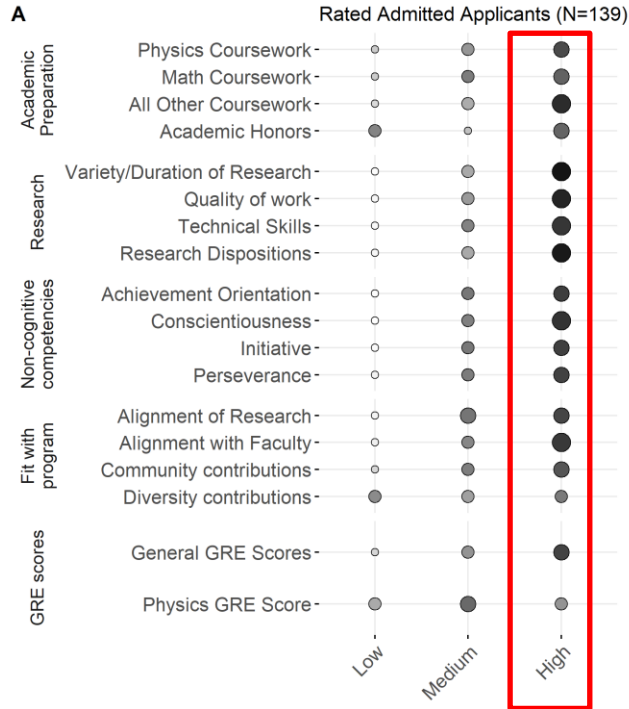 A
Rated Admitted Applicants (N=139)
Academic
Preparation
Physics Coursework
Math Coursework
All Other Coursework
Academic Honors
Research
Variety/Duration of Research
Quality of work
Technical Skills
Research Dispositions
Non-cognitive
competencies
Achievement Orientation
Conscientiousness
Initiative
Perseverance
Fit with
program
Alignment of Research
Alignment with Faculty
Community contributions
Diversity contributions
GRE scores
General GRE Scores
Physics GRE Score
Low
Medium
High